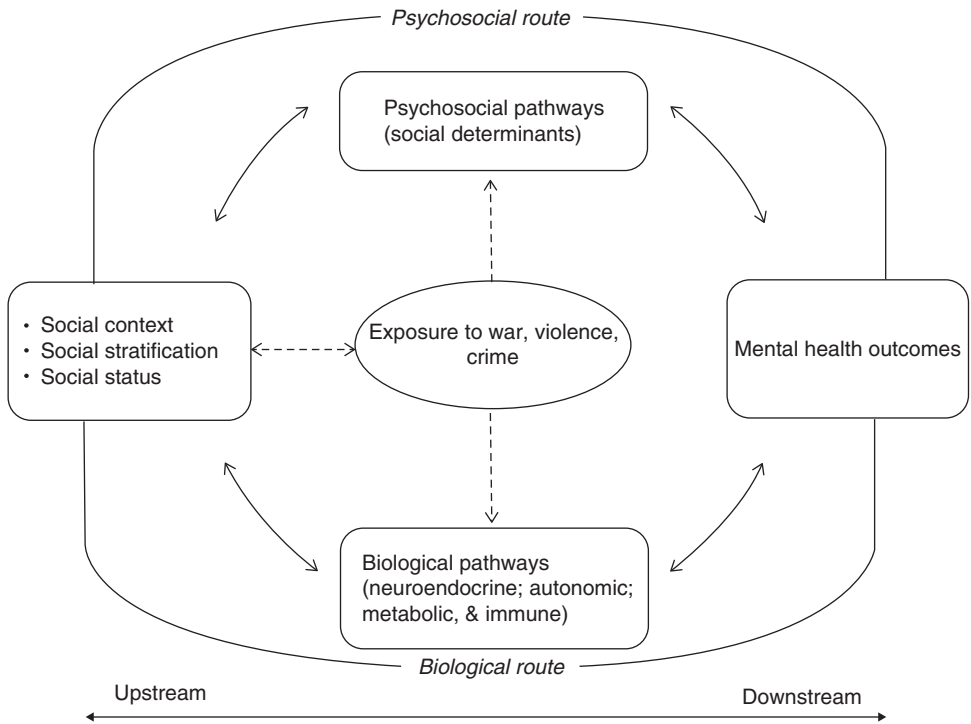 Psychosocial route
Psychosocial pathways
(social determinants)
• Social context
• Social stratification
• Social status
Exposure to war, violence,
crime
Mental health outcomes
Biological pathways
(neuroendocrine; autonomic;
metabolic, & immune)
Biological route
Upstream
Downstream